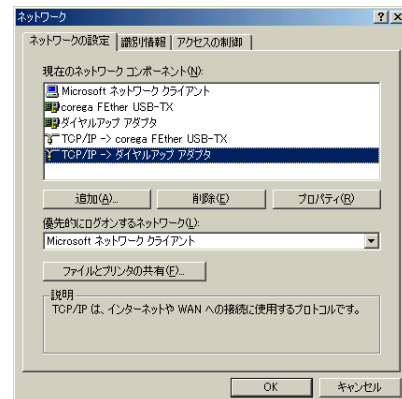 ネットワーク
ネットワークの設定 識別情報 アクセスの制御
現在のネットワーク コンポーネント(N):
Microsoft ネットワーク クライアント
corega FEther USB-TX
ダイヤルアップ アダプタ
TCP/IP -> corega FEther USB-TX
TCP/IP -> ダイヤルアップ アダプタ
追加(A)... 削除(E) プロパティ(R)
優先的にログオンするネットワーク(L):
Microsoft ネットワーク クライアント
ファイルとプリンタの共有(F)...
説明
TCP/IP は、インターネットや WAN への接続に使用するプロトコルです。
OK キャンセル